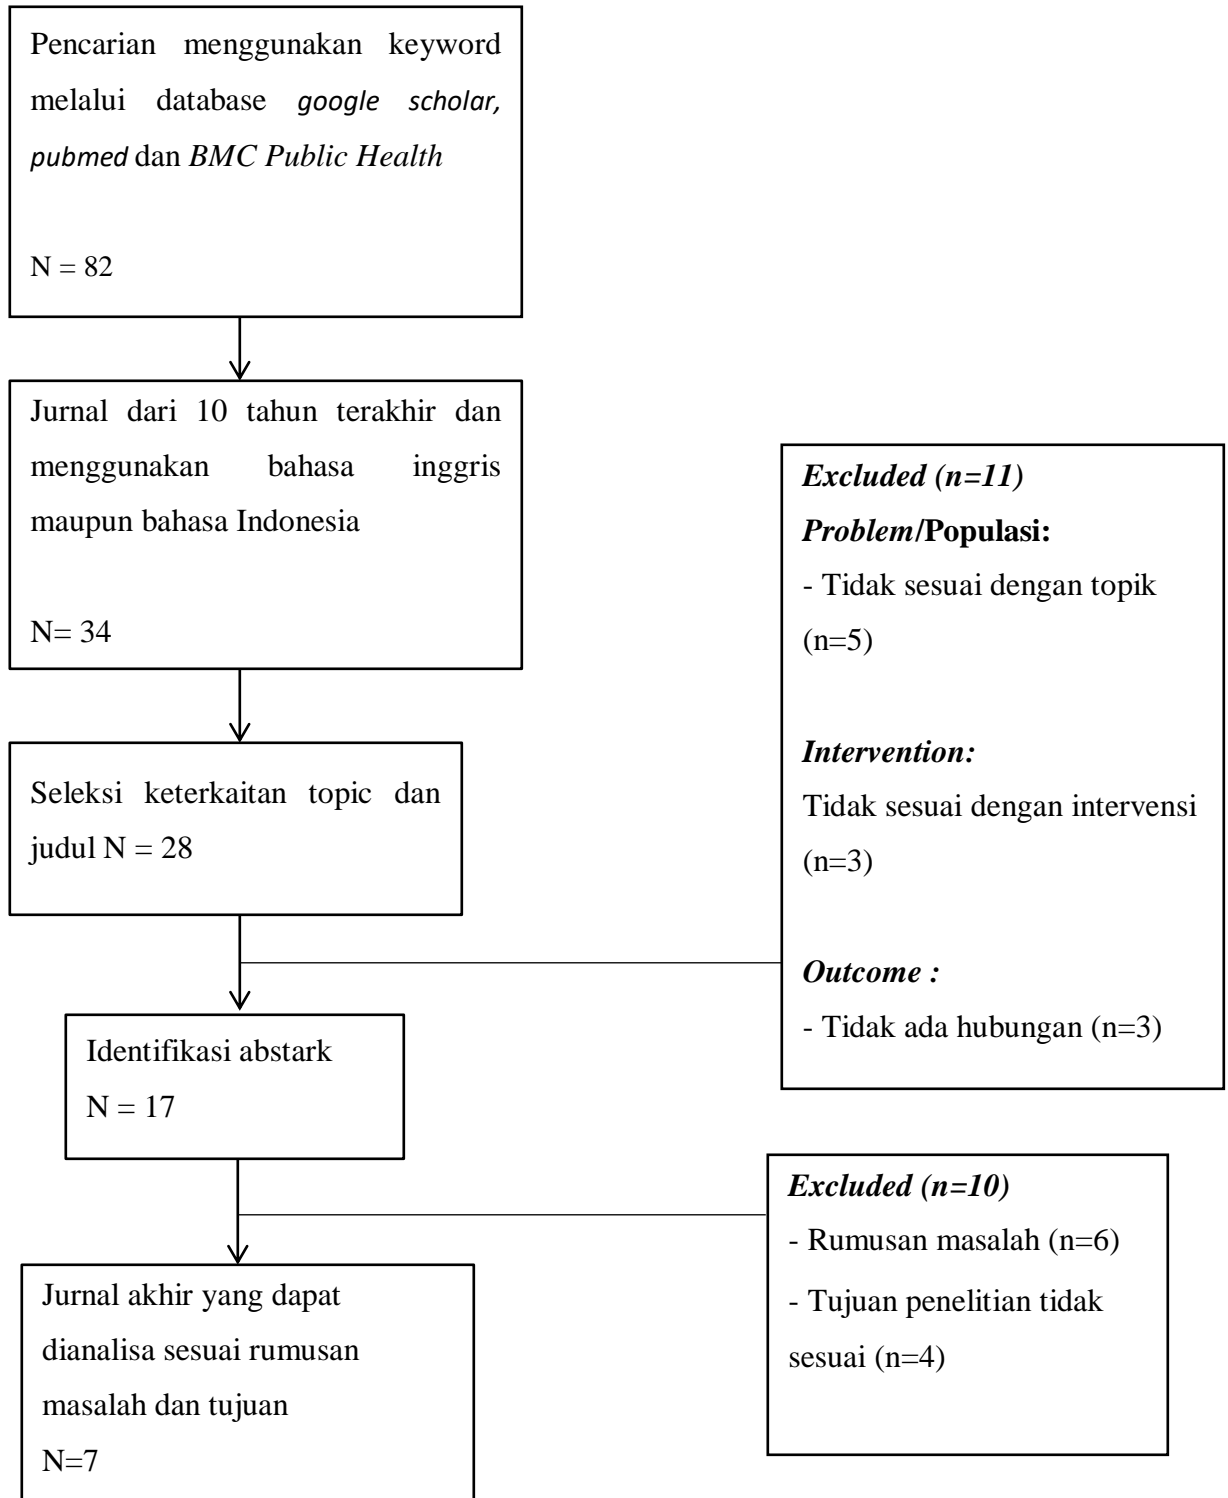 Pencarian menggunakan keyword
melalui database google scholar,
pubmed dan BMC Public Health
N = 82
Jurnal dari 10 tahun terakhir dan
menggunakan bahasa inggris
maupun bahasa Indonesia
N= 34
Seleksi keterkaitan topic dan
judul N = 28
Excluded (n=11)
Problem/Populasi:
- Tidak sesuai dengan topik
(n=5)
Intervention:
Tidak sesuai dengan intervensi
(n=3)
Outcome :
- Tidak ada hubungan (n=3)
Identifikasi abstark
N = 17
Excluded (n=10)
- Rumusan masalah (n=6)
- Tujuan penelitian tidak
sesuai (n=4)
Jurnal akhir yang dapat
dianalisa sesuai rumusan
masalah dan tujuan
N=7